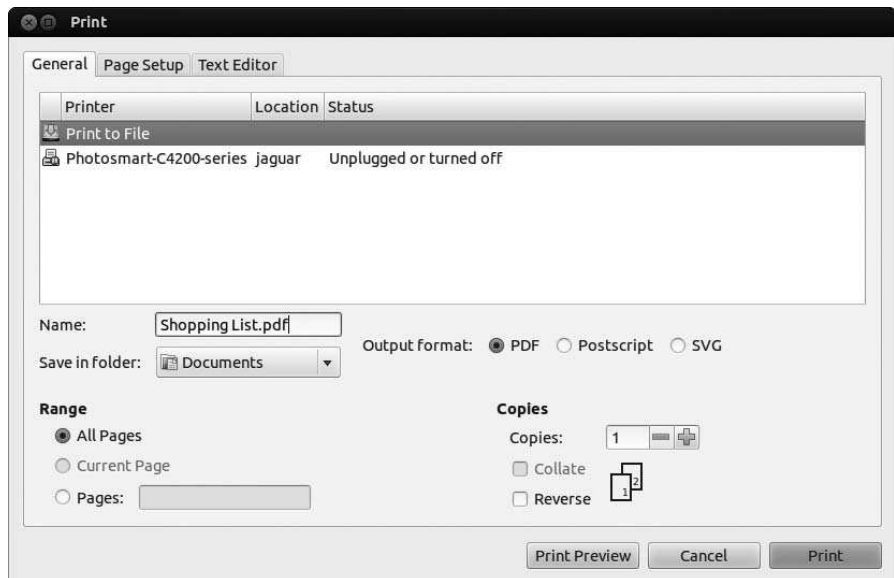 Print
General Page Setup Text Editor
Printer Location Status
Print to File
Photosmart-C4200-series jaguar Unplugged or turned off
Name: Shopping List.pdf
Output format: PDF Postscript SVG
Save in folder: Documents
Range Copies
All Pages Copies: 1
Current Page Collate
Pages: Reverse
1 2
Print Preview Cancel Print